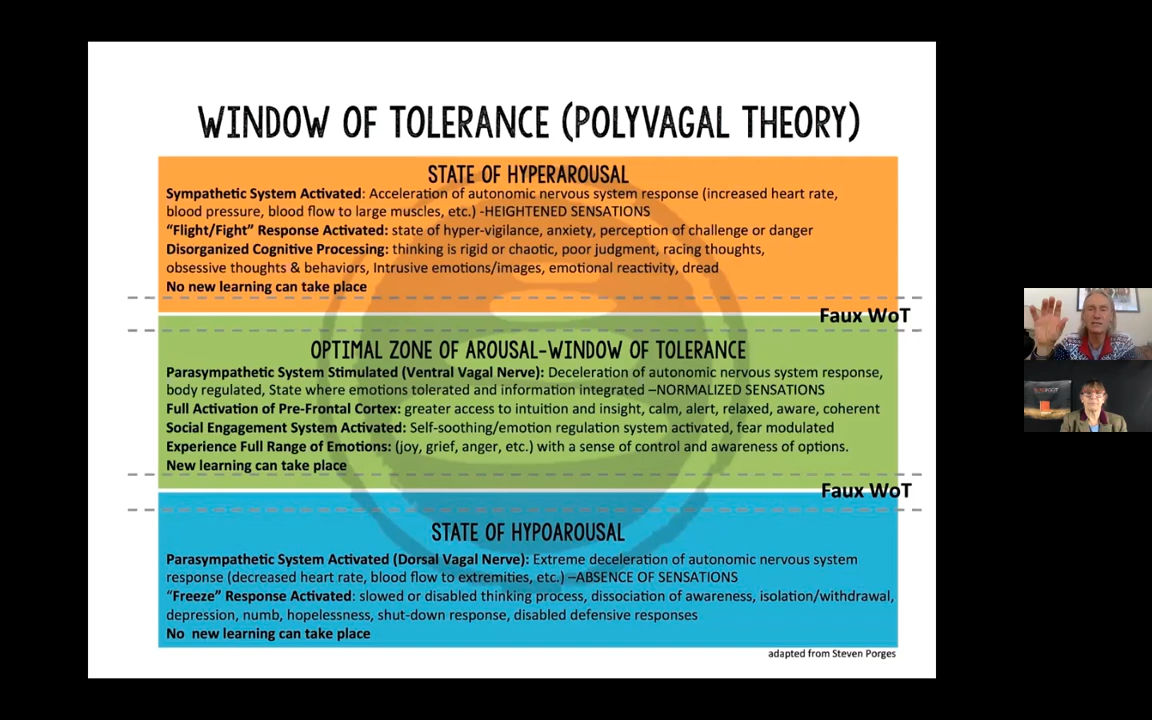 WINDOW OF TOLERANCE (POLYVAGAL THEORY)
STATE OF HYPERAROUSAL
Sympathetic System Activated: Acceleration of autonomic nervous system response (increased heart rate,
blood pressure, blood flow to large muscles, etc.) -HEIGHTENED SENSATIONS
“Flight/Fight” Response Activated: state of hyper-vigilance, anxiety, perception of challenge or danger
Disorganized Cognitive Processing: thinking is rigid or chaotic, poor judgment, racing thoughts,
obsessive thoughts & behaviors, Intrusive emotions/images, emotional reactivity, dread
No new learning can take place
Faux WoT
OPTIMAL ZONE OF AROUSAL-WINDOW OF TOLERANCE
Parasympathetic System Stimulated (Ventral Vagal Nerve): Deceleration of autonomic nervous system response,
body regulated, State where emotions tolerated and information integrated –NORMALIZED SENSATIONS
Full Activation of Pre-Frontal Cortex: greater access to intuition and insight, calm, alert, relaxed, aware, coherent
Social Engagement System Activated: Self-soothing/emotion regulation system activated, fear modulated
Experience Full Range of Emotions: (joy, grief, anger, etc.) with a sense of control and awareness of options.
New learning can take place
Faux WoT
STATE OF HYPOAROUSAL
Parasympathetic System Activated (Dorsal Vagal Nerve): Extreme deceleration of autonomic nervous system
response (decreased heart rate, blood flow to extremities, etc.) –ABSENCE OF SENSATIONS
“Freeze” Response Activated: slowed or disabled thinking process, dissociation of awareness, isolation/withdrawal,
depression, numb, hopelessness, shut-down response, disabled defensive responses
No new learning can take place
adapted from Steven Porges